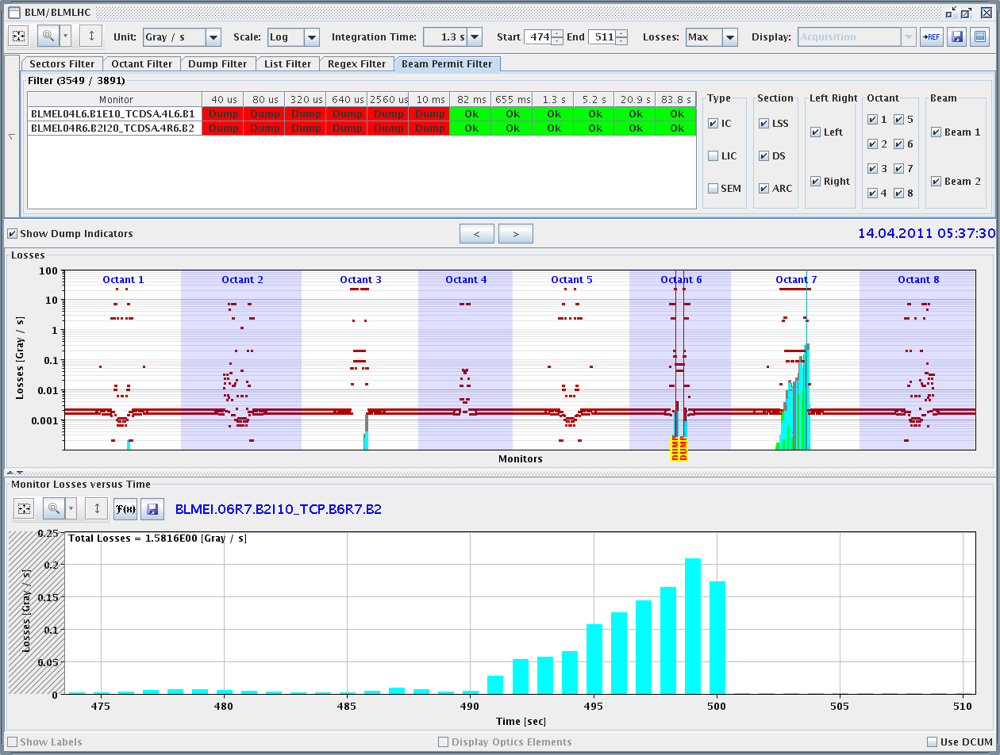 BLM/BLMLHC
Unit: Gray / s Scale: Log Integration Time: 1.3 s Start 474 End 511 Losses: Max Display: Acquisition →REF
Sectors Filter Octant Filter Dump Filter List Filter Regex Filter Beam Permit Filter
Filter (3549 / 3891)
Monitor 40 us 80 us 320 us 640 us 2560 us 10 ms 82 ms 655 ms 1.3 s 5.2 s 20.9 s 83.8 s
BLMEI.04L6.B1E10_TCDSA.4L6.B1 Dump Dump Dump Dump Dump Dump Ok Ok Ok Ok Ok Ok
BLMEI.04R6.B2I20_TCDSA.4R6.B2 Dump Dump Dump Dump Dump Dump Ok Ok Ok Ok Ok Ok
Type Section Left Right Octant Beam
IC LSS Left 1 5 Beam 1
LIC DS 2 6
SEM ARC Right 3 7 Beam 2
4 8
Show Dump Indicators < > 14.04.2011 05:37:30
Losses
Octant 1 Octant 2 Octant 3 Octant 4 Octant 5 Octant 6 Octant 7 Octant 8
100
10
1
0.1
0.01
0.001
Losses [Gray / s]
DUMP DUMP
Monitors
Monitor Losses versus Time
F(x) BLMEI.06R7.B2I10_TCP.B6R7.B2
Total Losses = 1.5816E00 [Gray / s]
0.25
0.2
0.15
0.1
0.05
0
Losses [Gray / s]
475 480 485 490 495 500 505 510
Time [sec]
Show Labels Display Optics Elements Use DCUM